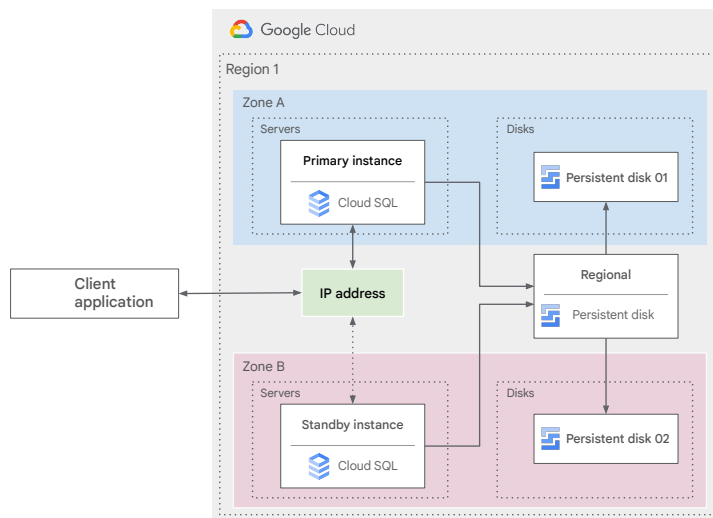 Google Cloud
Region 1
Zone A
Servers
Disks
Primary instance
Cloud SQL
Persistent disk 01
Client
application
IP address
Regional
Persistent disk
Zone B
Servers
Disks
Standby instance
Cloud SQL
Persistent disk 02